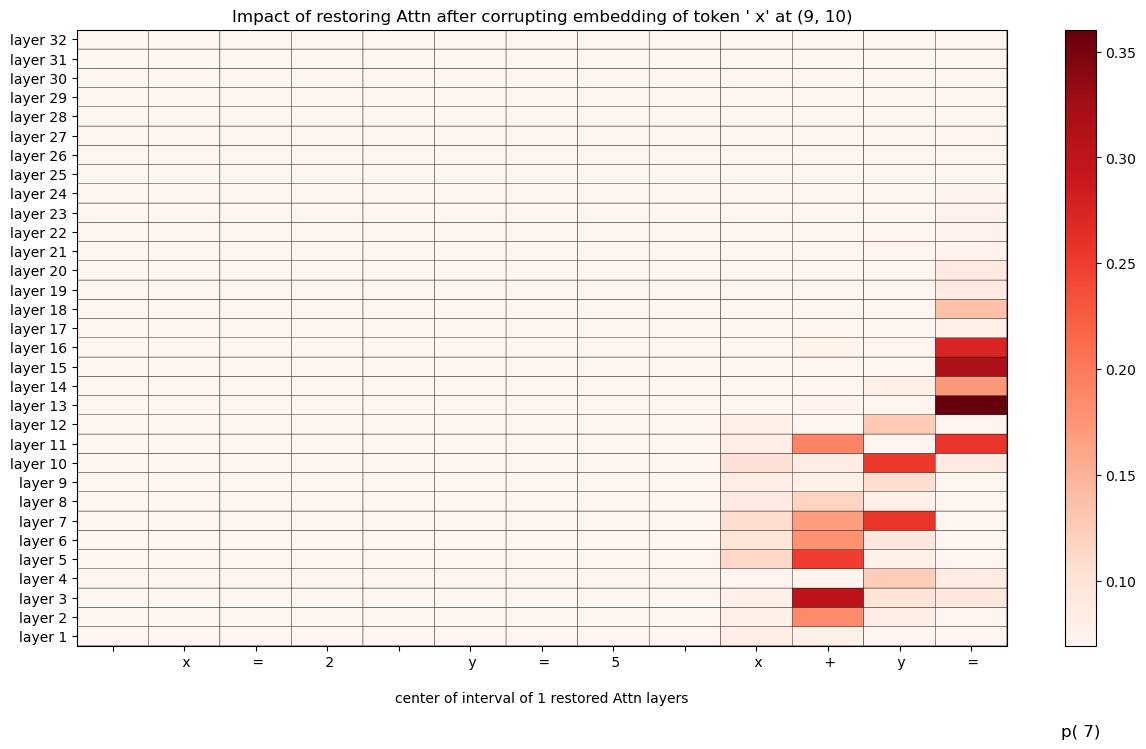 Impact of restoring Attn after corrupting embedding of token ' x' at (9, 10)
layer 32
layer 31
layer 30
layer 29
layer 28
layer 27
layer 26
layer 25
layer 24
layer 23
layer 22
layer 21
layer 20
layer 19
layer 18
layer 17
layer 16
layer 15
layer 14
layer 13
layer 12
layer 11
layer 10
layer 9
layer 8
layer 7
layer 6
layer 5
layer 4
layer 3
layer 2
layer 1
x = 2 y = 5 x + y =
center of interval of 1 restored Attn layers
0.35
0.30
0.25
0.20
0.15
0.10
p( 7)